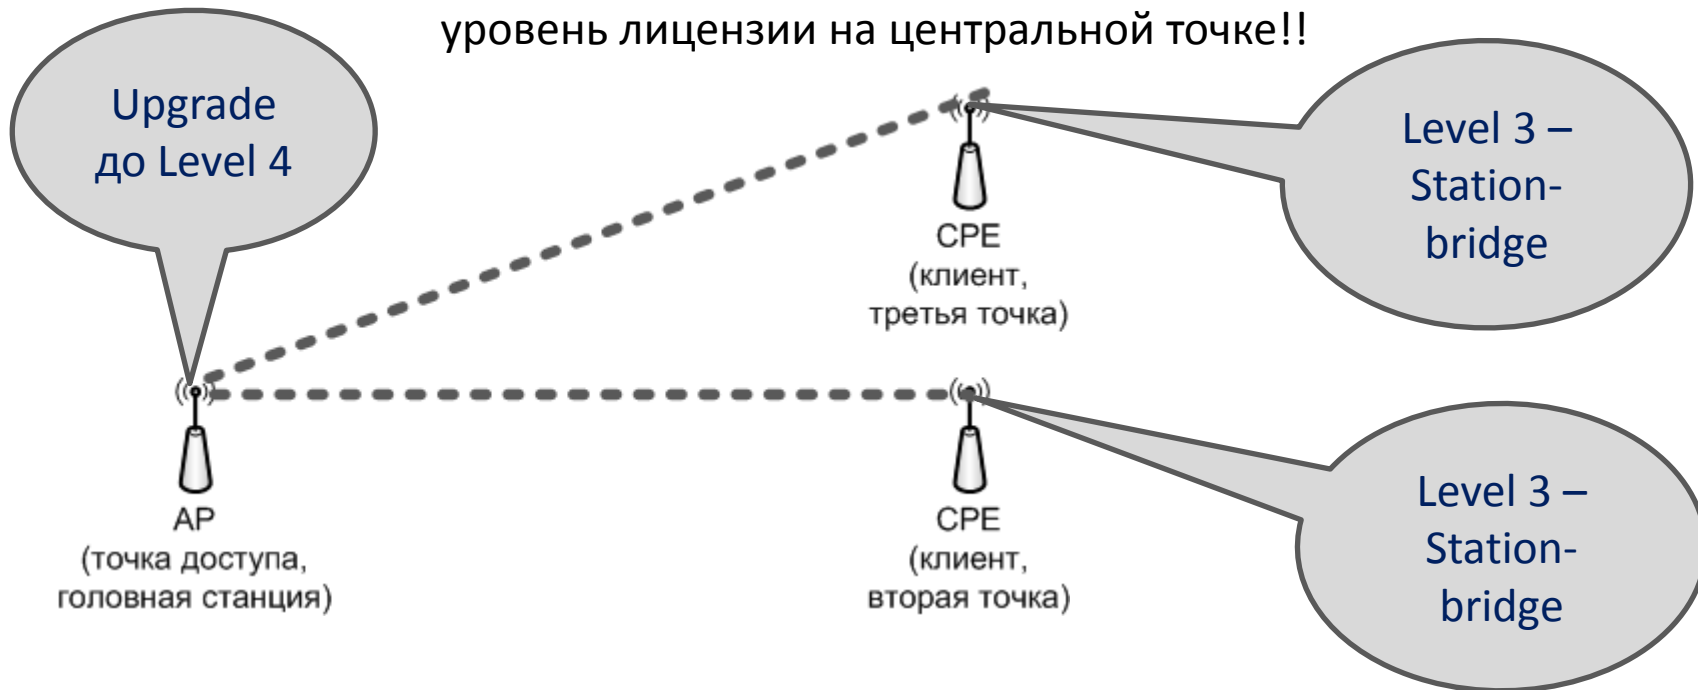 уровень лицензии на центральной точке!!
Upgrade
до Level 4
Level 3 –
Station-
bridge
CPE
(клиент,
третья точка)
AP
(точка доступа,
головная станция)
CPE
(клиент,
вторая точка)
Level 3 –
Station-
bridge